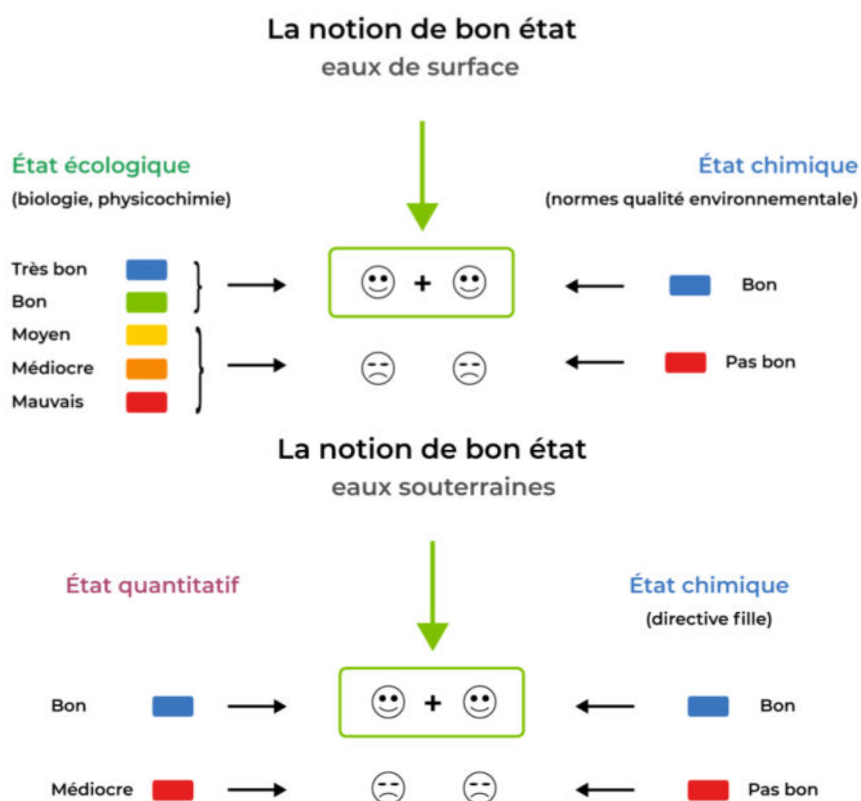 La notion de bon état
eaux de surface
État écologique
(biologie, physicochimie)
État chimique
(normes qualité environnementale)
Très bon
Bon
Moyen
Médiocre
Mauvais
+
Bon
Pas bon
La notion de bon état
eaux souterraines
État quantitatif
État chimique
(directive fille)
Bon
Médiocre
+
Bon
Pas bon